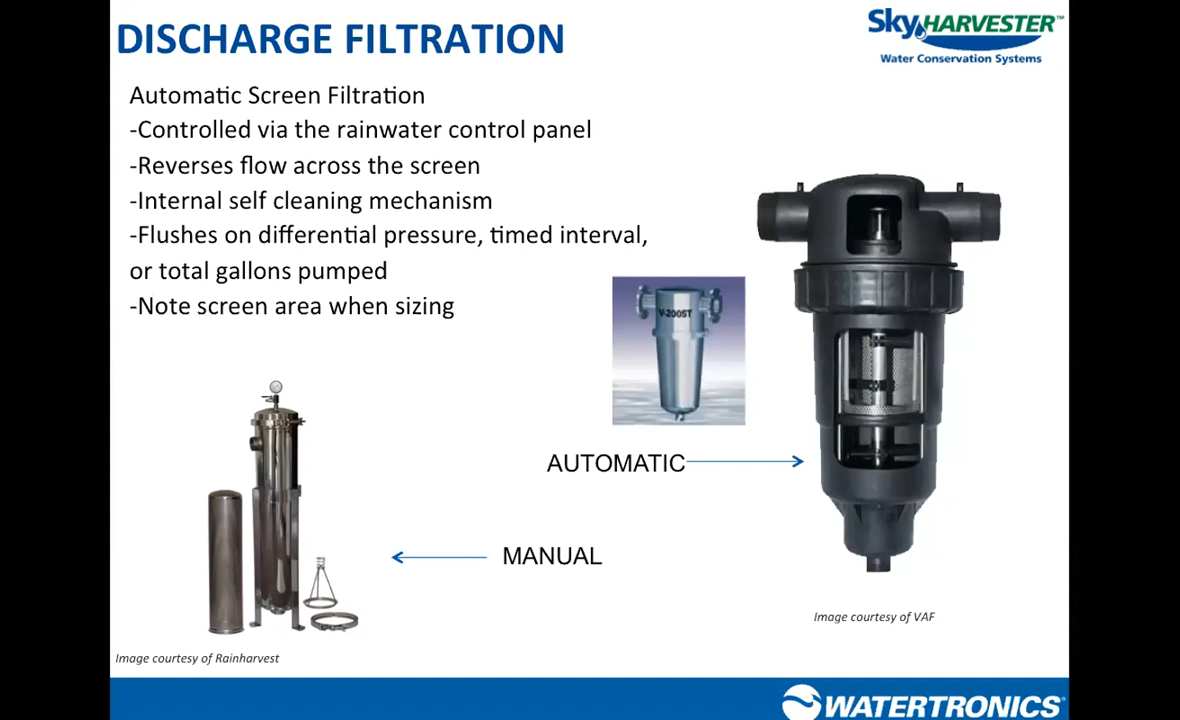 DISCHARGE FILTRATION
SkyHARVESTER™
Water Conservation Systems
Automatic Screen Filtration
-Controlled via the rainwater control panel
-Reverses flow across the screen
-Internal self cleaning mechanism
-Flushes on differential pressure, timed interval,
or total gallons pumped
-Note screen area when sizing
V-200ST
AUTOMATIC
MANUAL
Image courtesy of VAF
Image courtesy of Rainharvest
WATERTRONICS